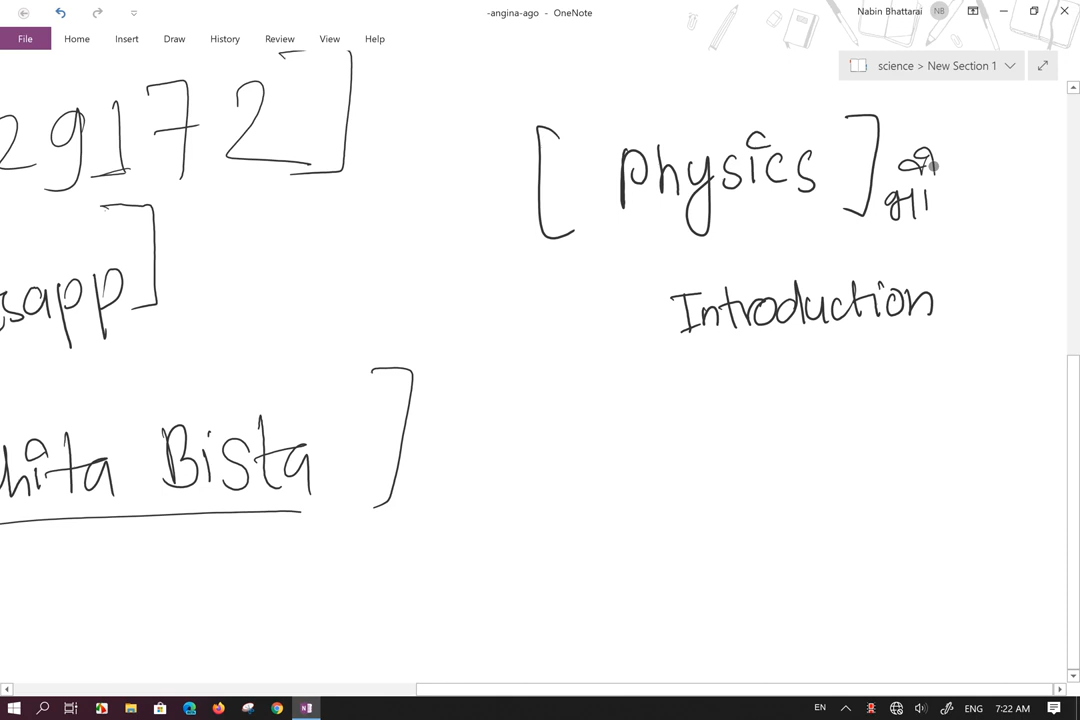 -angina-ago - OneNote
Nabin Bhattarai NB
File Home Insert Draw History Review View Help
science > New Section 1
29172]
[Physics]
sapp]
Introduction
hita Bista ]
EN
ENG 7:22 AM